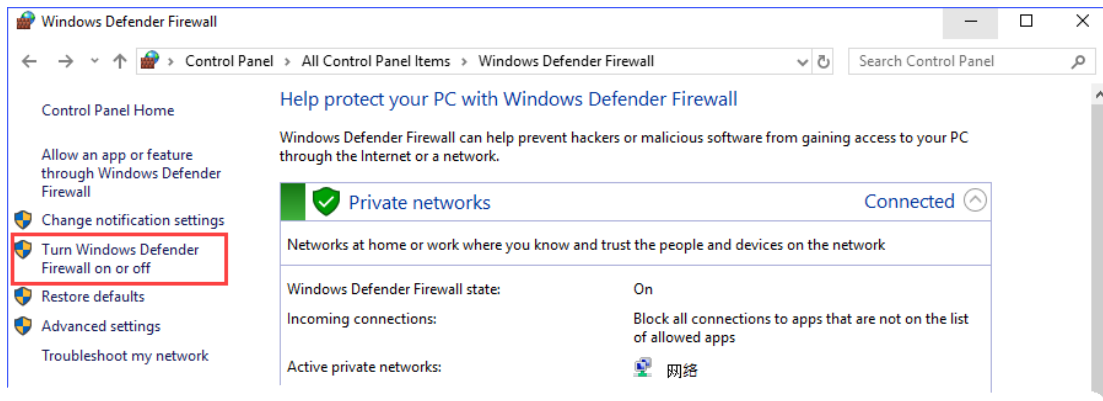 Windows Defender Firewall
Control Panel > All Control Panel Items > Windows Defender Firewall
Search Control Panel
Control Panel Home
Allow an app or feature
through Windows Defender
Firewall
Change notification settings
Turn Windows Defender
Firewall on or off
Restore defaults
Advanced settings
Troubleshoot my network
Help protect your PC with Windows Defender Firewall
Windows Defender Firewall can help prevent hackers or malicious software from gaining access to your PC
through the Internet or a network.
Private networks
Connected
Networks at home or work where you know and trust the people and devices on the network
Windows Defender Firewall state: On
Incoming connections: Block all connections to apps that are not on the list
of allowed apps
Active private networks: 网络